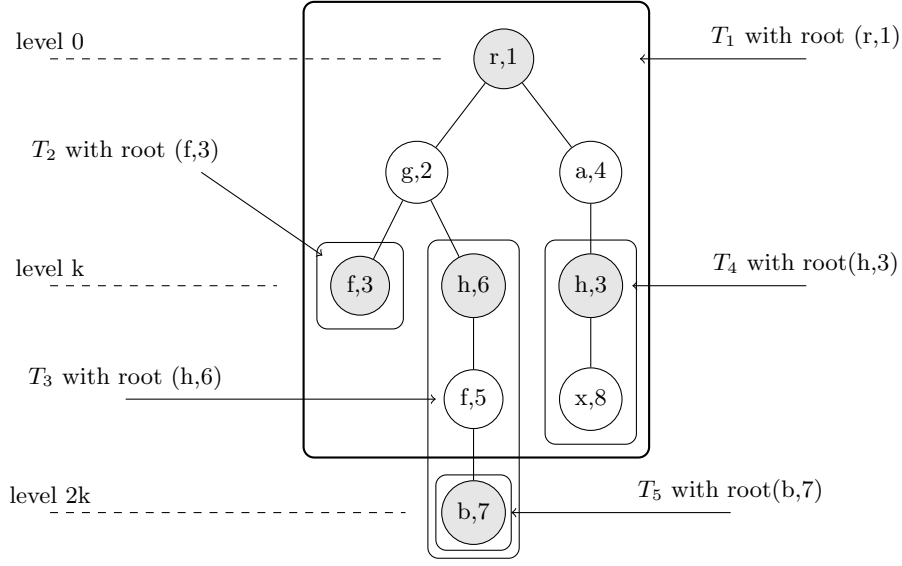 level 0
r,1
T₁ with root (r,1)
T₂ with root (f,3)
g,2
a,4
level k
f,3
h,6
h,3
T₄ with root(h,3)
T₃ with root (h,6)
f,5
x,8
level 2k
b,7
T₅ with root(b,7)